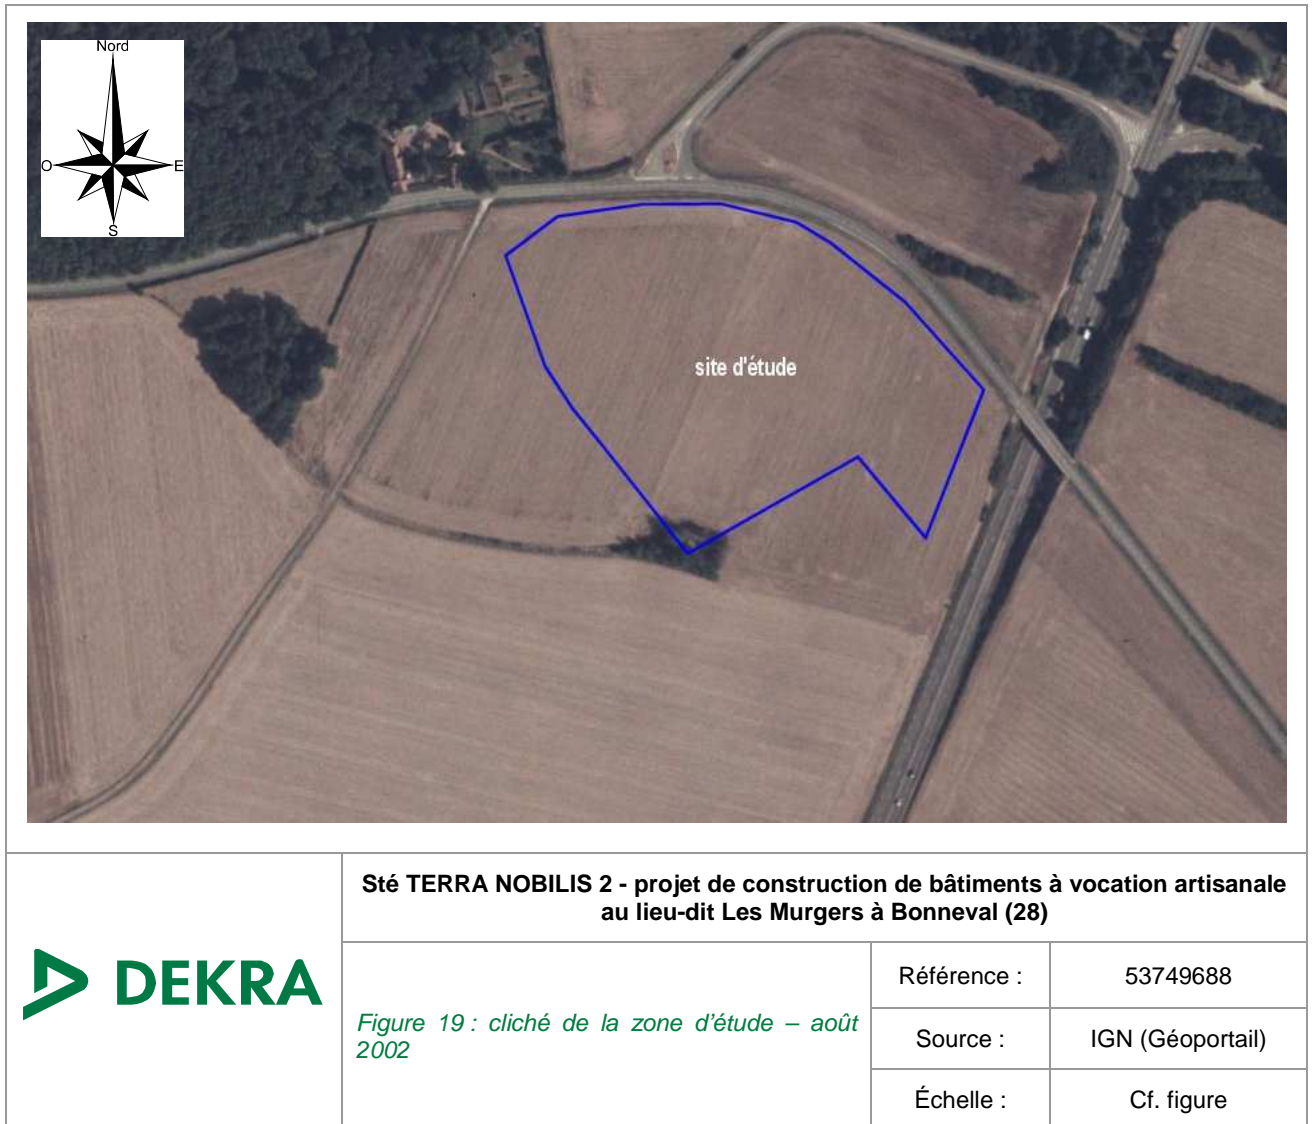 Nord
O
E
S
site d'étude
Sté TERRA NOBILIS 2 - projet de construction de bâtiments à vocation artisanale
au lieu-dit Les Murgers à Bonneval (28)
DEKRA
Figure 19 : cliché de la zone d'étude – août
2002
Référence :
53749688
Source :
IGN (Géoportail)
Échelle :
Cf. figure